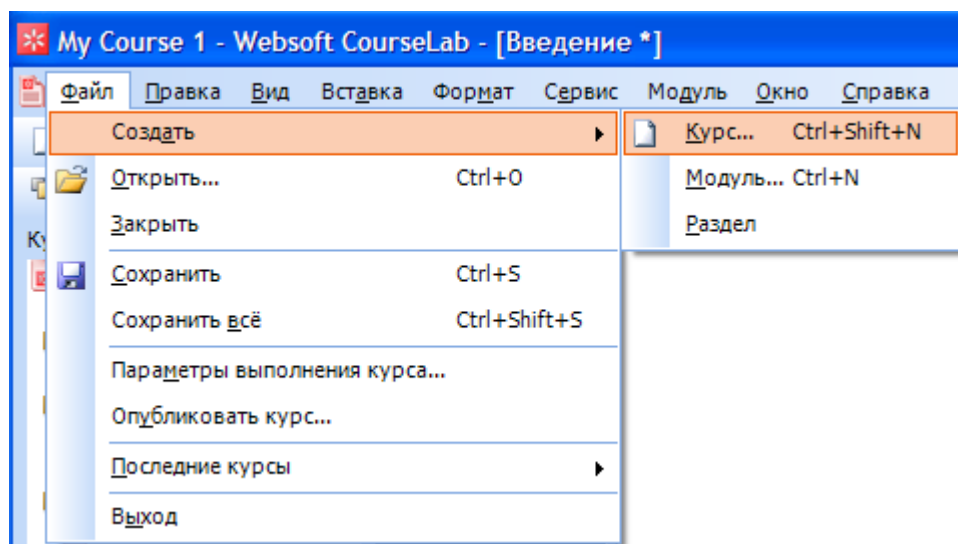 My Course 1 - Websoft CourseLab - [Введение *]
Файл Правка Вид Вставка Формат Сервис Модуль Окно Справка
Создать
Курс... Ctrl+Shift+N
Открыть... Ctrl+O
Модуль... Ctrl+N
Закрыть
Раздел
Сохранить Ctrl+S
Сохранить всё Ctrl+Shift+S
Параметры выполнения курса...
Опубликовать курс...
Последние курсы
Выход